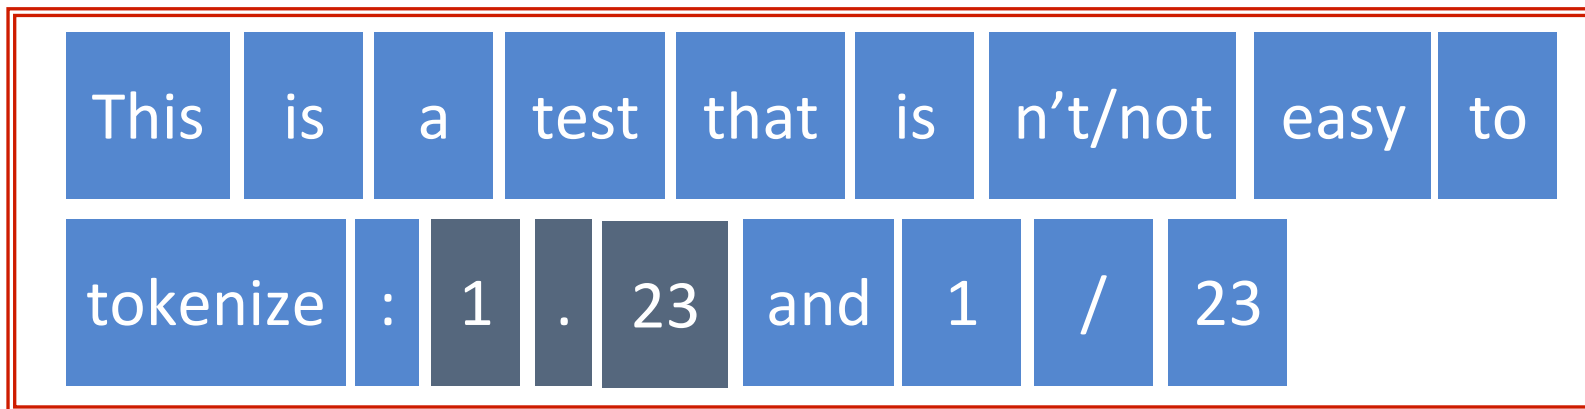 This is a test that is n’t/not easy to
tokenize : 1 . 23 and 1 / 23